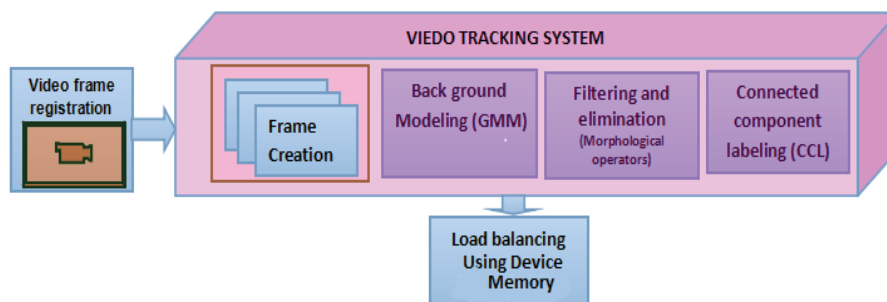 VIEDO TRACKING SYSTEM
Video frame
registration
Frame
Creation
Back ground
Modeling (GMM)
Filtering and
elimination
(Morphological
operators)
Connected
component
labeling (CCL)
Load balancing
Using Device
Memory